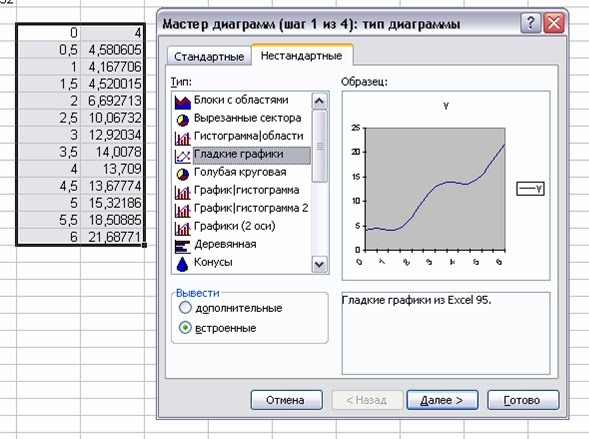 0 4
0,5 4,580605
1 4,167706
1,5 4,520015
2 6,692713
2,5 10,06732
3 12,92034
3,5 14,0078
4 13,709
4,5 13,67774
5 15,32186
5,5 18,50885
6 21,68771
Мастер диаграмм (шаг 1 из 4): тип диаграммы
Стандартные Нестандартные
Тип:
Блоки с областями
Вырезанные сектора
Гистограмма|области
Гладкие графики
Голубая круговая
График|гистограмма
График|гистограмма 2
Графики (2 оси)
Деревянная
Конусы
Вывести
дополнительные
встроенные
Образец:
Y
25
20
15
10
5
0
0 1 2 3 4 5 6
Y
Гладкие графики из Excel 95.
Отмена < Назад Далее > Готово